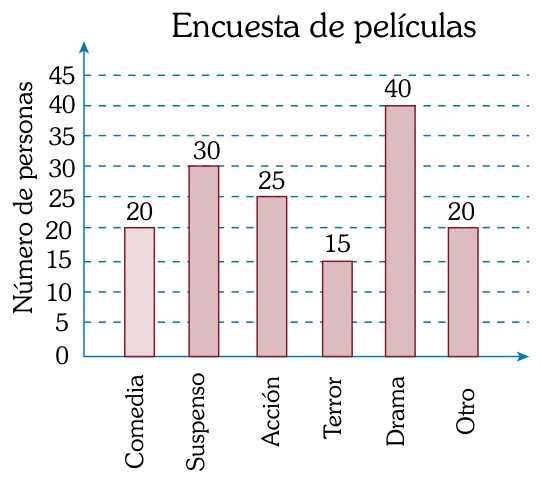 Encuesta de películas
Número de personas
45
40
35
30
25
20
15
10
5
0
20
30
25
15
40
20
Comedia
Suspenso
Acción
Terror
Drama
Otro